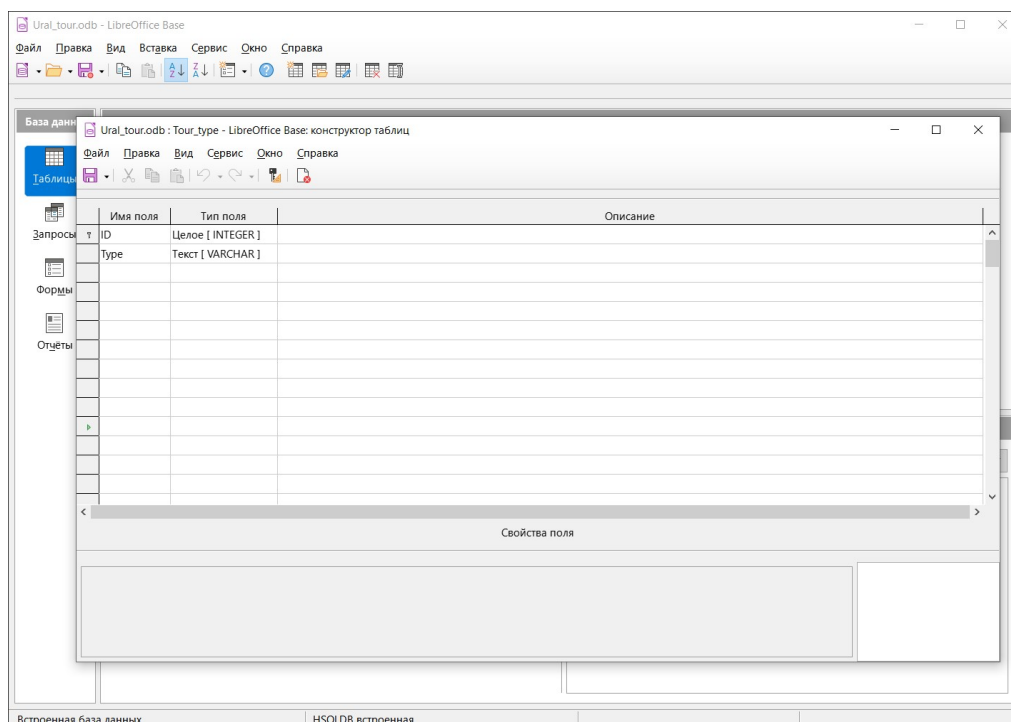 Ural_tour.odb - LibreOffice Base
Файл Правка Вид Вставка Сервис Окно Справка
База данн
Ural_tour.odb : Tour_type - LibreOffice Base: конструктор таблиц
Файл Правка Вид Сервис Окно Справка
Таблицы
Имя поля Тип поля Описание
Запросы
ID Целое [ INTEGER ]
Type Текст [ VARCHAR ]
Формы
Отчёты
Свойства поля
Встроенная база данных HSQLDB встроенная